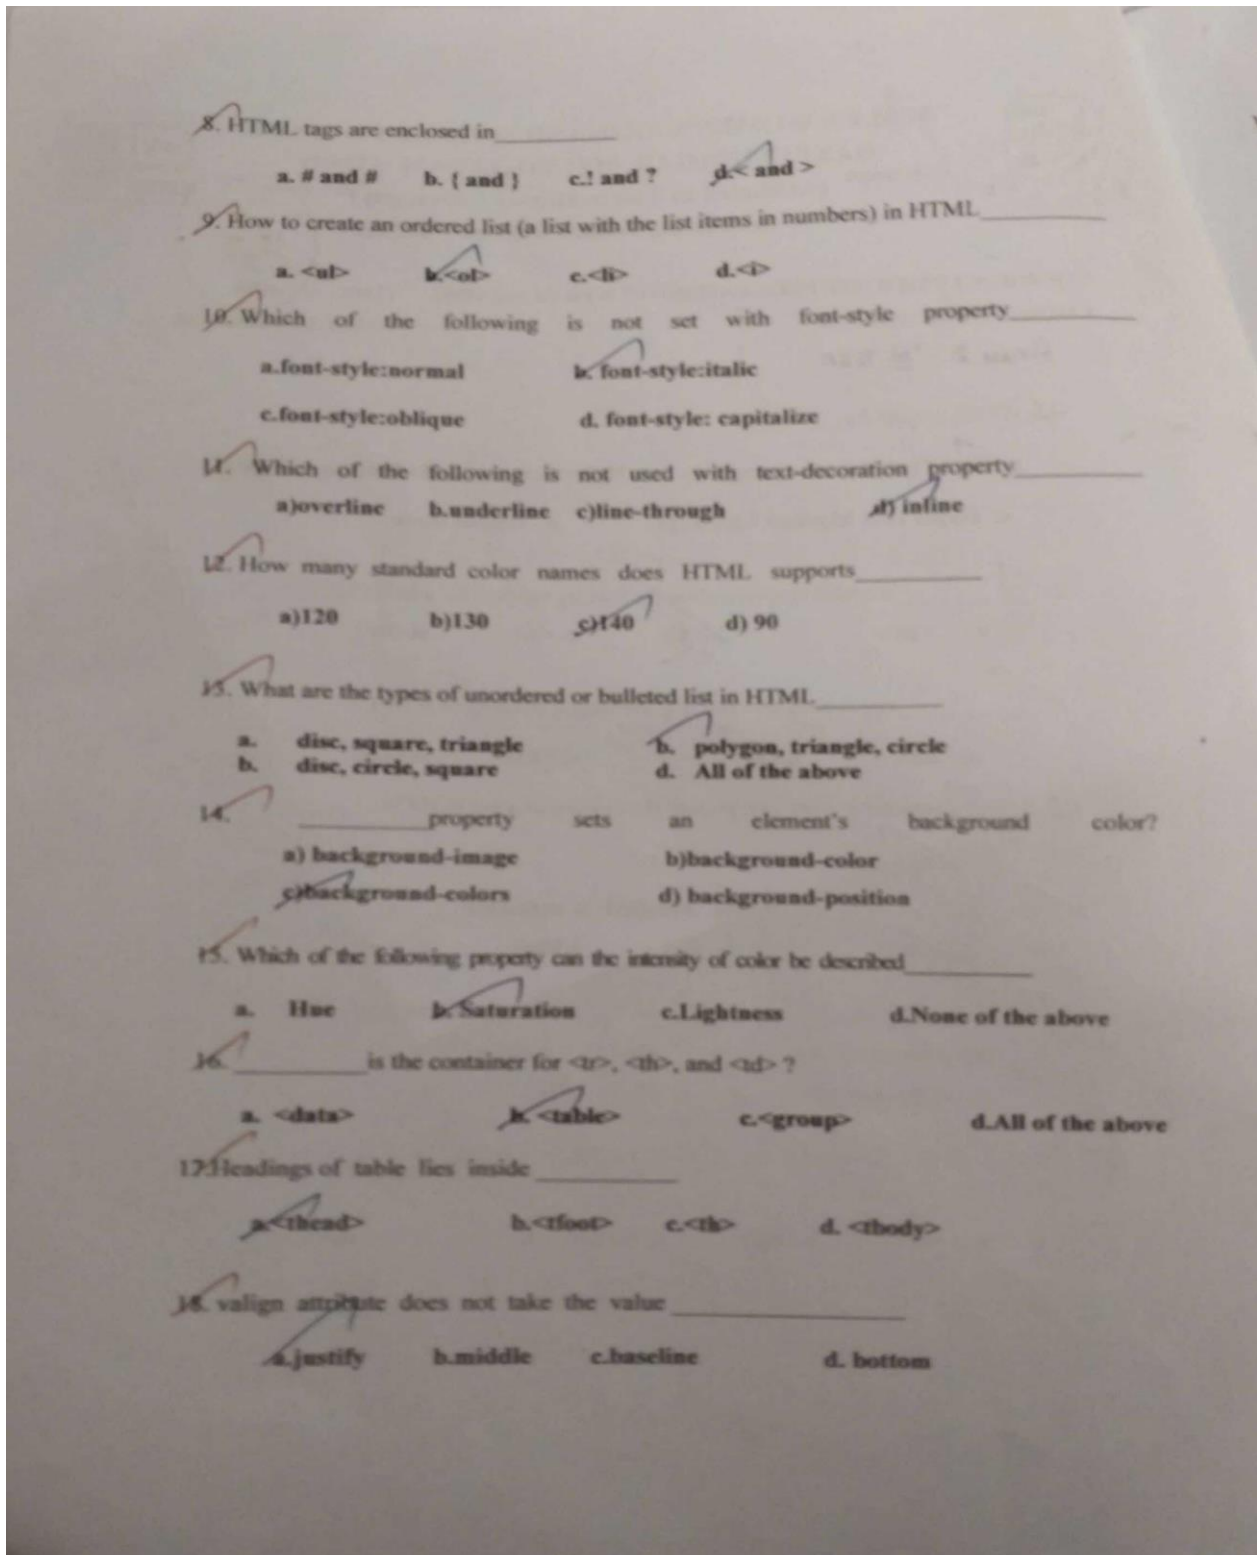 8. HTML tags are enclosed in__________
a. # and # b. { and } c.! and ? d.< and >
9. How to create an ordered list (a list with the list items in numbers) in HTML__________
a. <ul> b.<ol> c.<li> d.<i>
10. Which of the following is not set with font-style property__________
a.font-style:normal b. font-style:italic
c.font-style:oblique d. font-style: capitalize
11. Which of the following is not used with text-decoration property__________
a)overline b.underline c)line-through d) inline
12. How many standard color names does HTML supports__________
a)120 b)130 c)140 d) 90
13. What are the types of unordered or bulleted list in HTML__________
a. disc, square, triangle b. polygon, triangle, circle
b. disc, circle, square d. All of the above
14. __________property sets an element's background color?
a) background-image b)background-color
c)background-colors d) background-position
15. Which of the following property can the intensity of color be described__________
a. Hue b. Saturation c.Lightness d.None of the above
16.__________is the container for <tr>, <th>, and <td> ?
a. <data> b. <table> c.<group> d.All of the above
17.Headings of table lies inside__________
a.<thead> b.<tfoot> c.<th> d. <tbody>
18. valign attribute does not take the value__________
a.justify b.middle c.baseline d. bottom